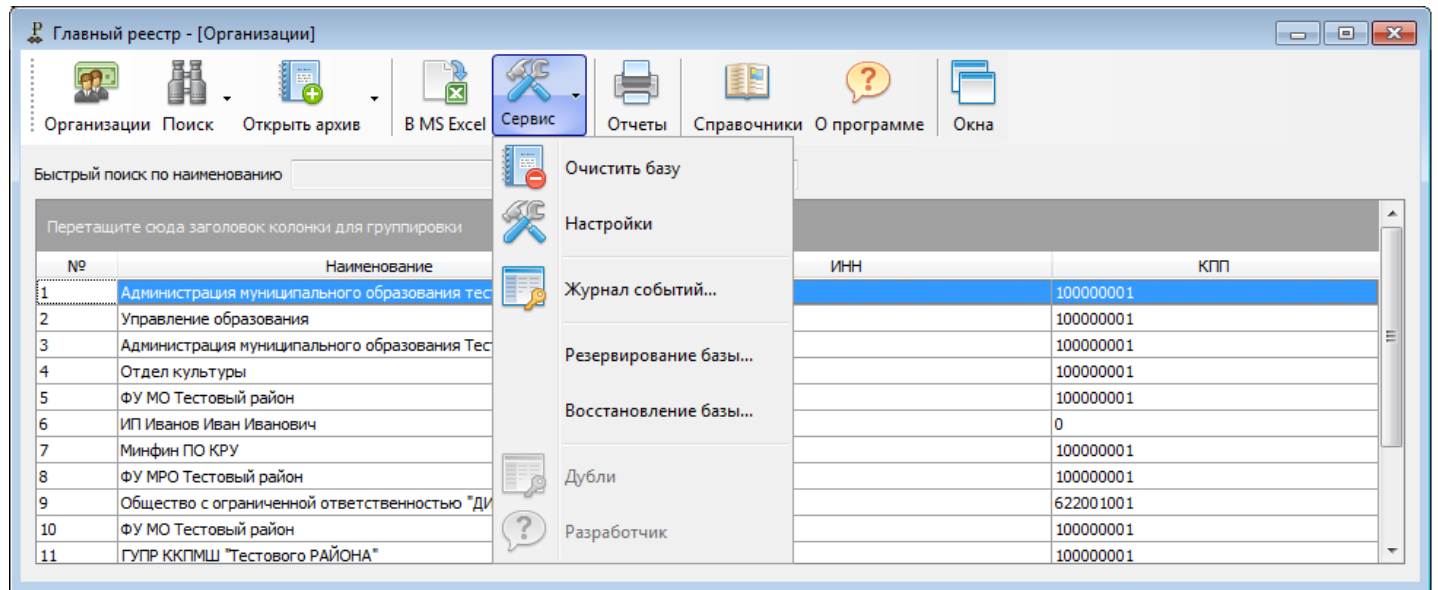 Главный реестр - [Организации]
Организации Поиск Открыть архив В MS Excel Сервис Отчеты Справочники О программе Окна
Быстрый поиск по наименованию
Очистить базу
Настройки
Журнал событий...
Резервирование базы...
Восстановление базы...
Дубли
Разработчик
Перетащите сюда заголовок колонки для группировки
№ Наименование ИНН КПП
1 Администрация муниципального образования тес 100000001
2 Управление образования 100000001
3 Администрация муниципального образования Тес 100000001
4 Отдел культуры 100000001
5 ФУ МО Тестовый район 100000001
6 ИП Иванов Иван Иванович 0
7 Минфин ПО КРУ 100000001
8 ФУ МРО Тестовый район 100000001
9 Общество с ограниченной ответственностью "ДИ 622001001
10 ФУ МО Тестовый район 100000001
11 ГУПР ККПМШ "Тестового РАЙОНА" 100000001